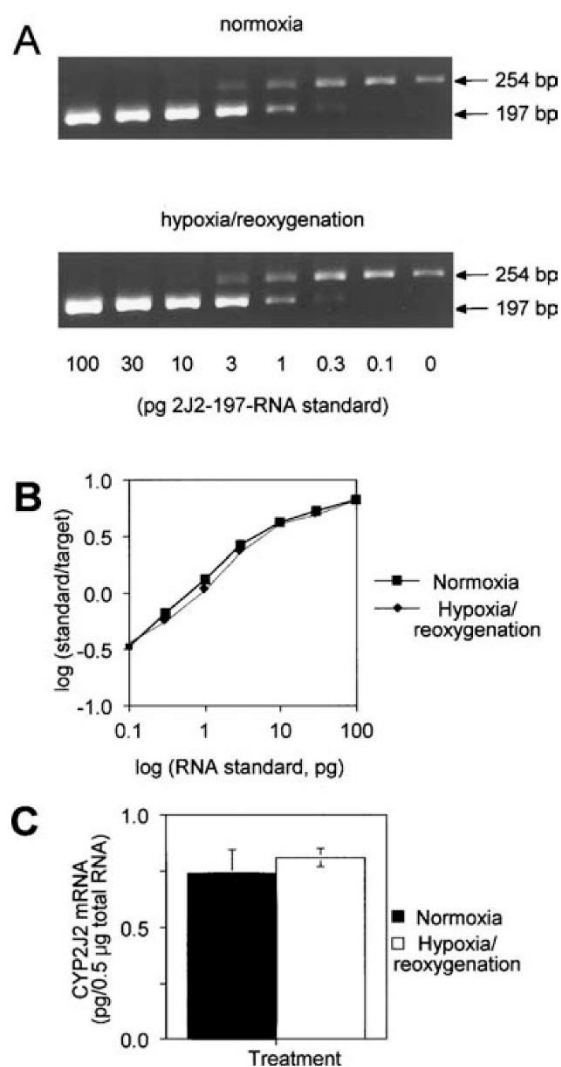 A
normoxia
254 bp
197 bp
hypoxia/reoxygenation
254 bp
197 bp
100 30 10 3 1 0.3 0.1 0
(pg 2J2-197-RNA standard)
B
log (standard/target)
1.0
0.5
0.0
-0.5
-1.0
0.1 1 10 100
log (RNA standard, pg)
Normoxia
Hypoxia/
reoxygenation
C
CYP2J2 mRNA
(pg/0.5 µg total RNA)
1.0
0.5
0.0
Treatment
Normoxia
Hypoxia/
reoxygenation